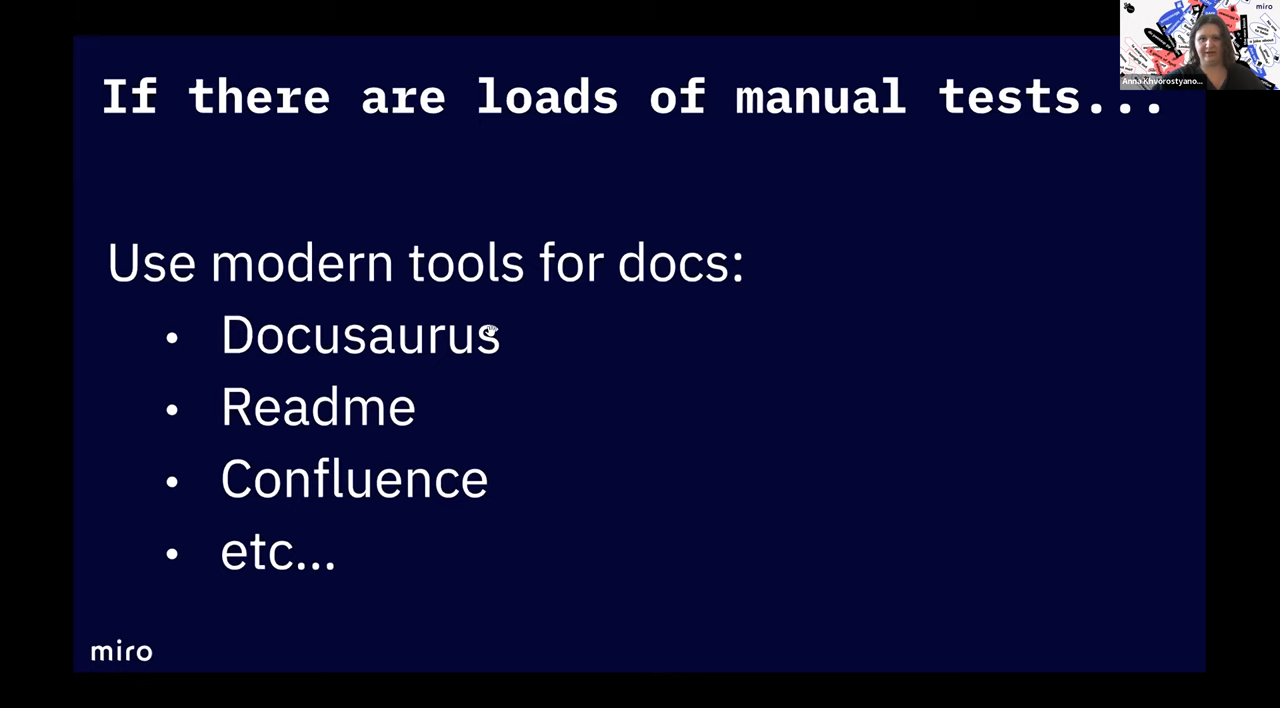 If there are loads of manual tests...
miro
Anna Khvorostyano...
Use modern tools for docs:
• Docusaurus
• Readme
• Confluence
• etc...
miro